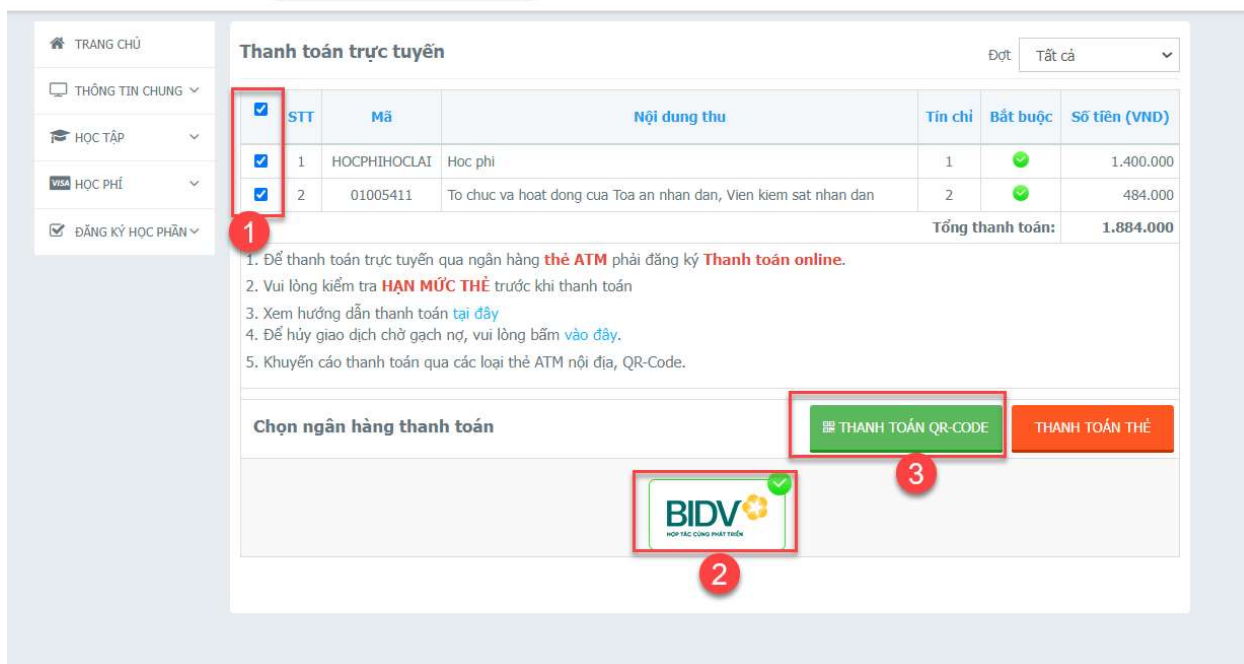 TRANG CHỦ
THÔNG TIN CHUNG
HỌC TẬP
VISA HỌC PHÍ
ĐĂNG KÝ HỌC PHẦN
Thanh toán trực tuyến
Đợt Tất cả
STT Mã Nội dung thu Tín chỉ Bắt buộc Số tiền (VND)
1 HOCPHIHOCLAI Hoc phi 1 1.400.000
2 01005411 To chuc va hoat dong cua Toa an nhan dan, Vien kiem sat nhan dan 2 484.000
1
Tổng thanh toán: 1.884.000
1. Để thanh toán trực tuyến qua ngân hàng thẻ ATM phải đăng ký Thanh toán online.
2. Vui lòng kiểm tra HẠN MỨC THẺ trước khi thanh toán
3. Xem hướng dẫn thanh toán tại đây
4. Để hủy giao dịch chờ gạch nợ, vui lòng bấm vào đây.
5. Khuyến cáo thanh toán qua các loại thẻ ATM nội địa, QR-Code.
Chọn ngân hàng thanh toán
THANH TOÁN QR-CODE
THANH TOÁN THẺ
3
BIDV
HỢP TÁC CÙNG PHÁT TRIỂN
2